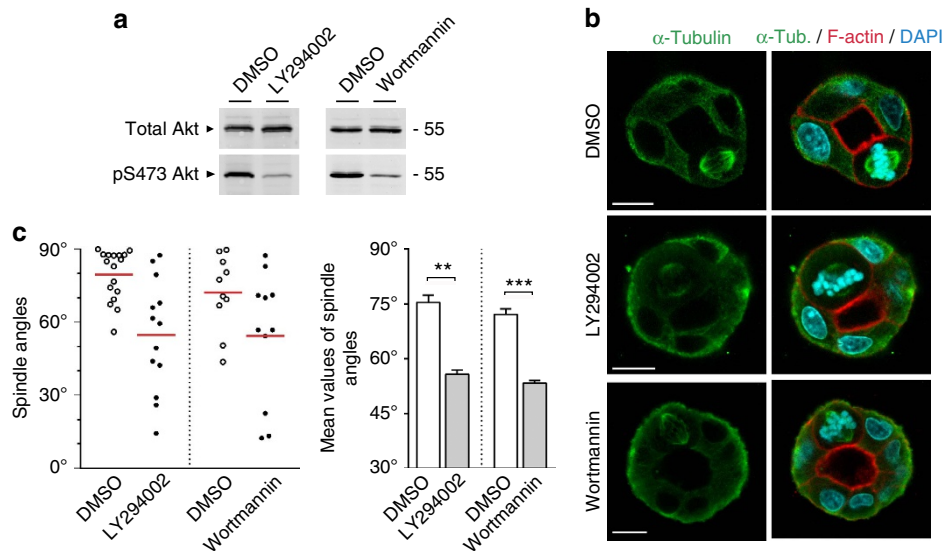 a
DMSO
LY294002
DMSO
Wortmannin
Total Akt
- 55
pS473 Akt
- 55
b
α-Tubulin
α-Tub. / F-actin / DAPI
DMSO
LY294002
Wortmannin
c
Spindle angles
90°
60°
30°
0°
DMSO
LY294002
DMSO
Wortmannin
Mean values of spindle
angles
90°
75°
60°
45°
30°
**
***
DMSO
LY294002
DMSO
Wortmannin